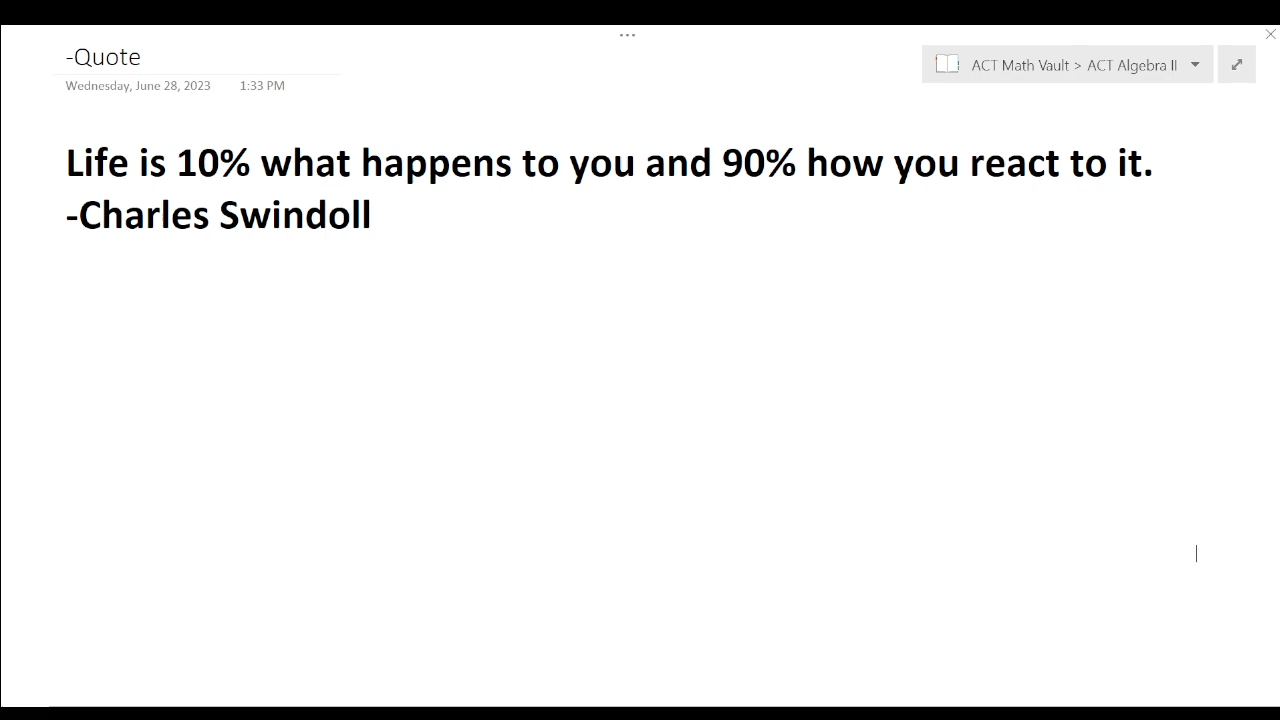 -Quote
ACT Math Vault > ACT Algebra II
Wednesday, June 28, 2023 1:33 PM
Life is 10% what happens to you and 90% how you react to it.
-Charles Swindoll